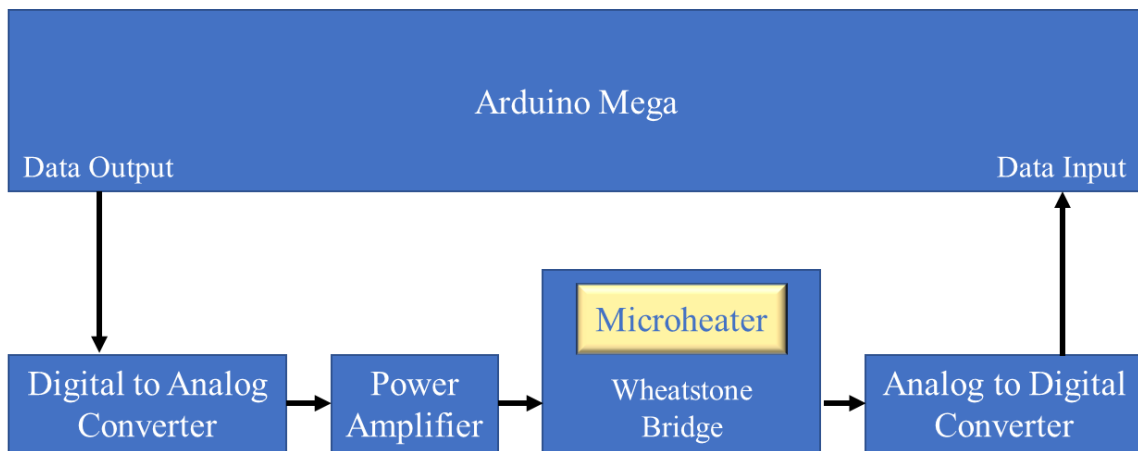 Arduino Mega
Data Output
Data Input
Microheater
Digital to Analog
Converter
Power
Amplifier
Wheatstone
Bridge
Analog to Digital
Converter